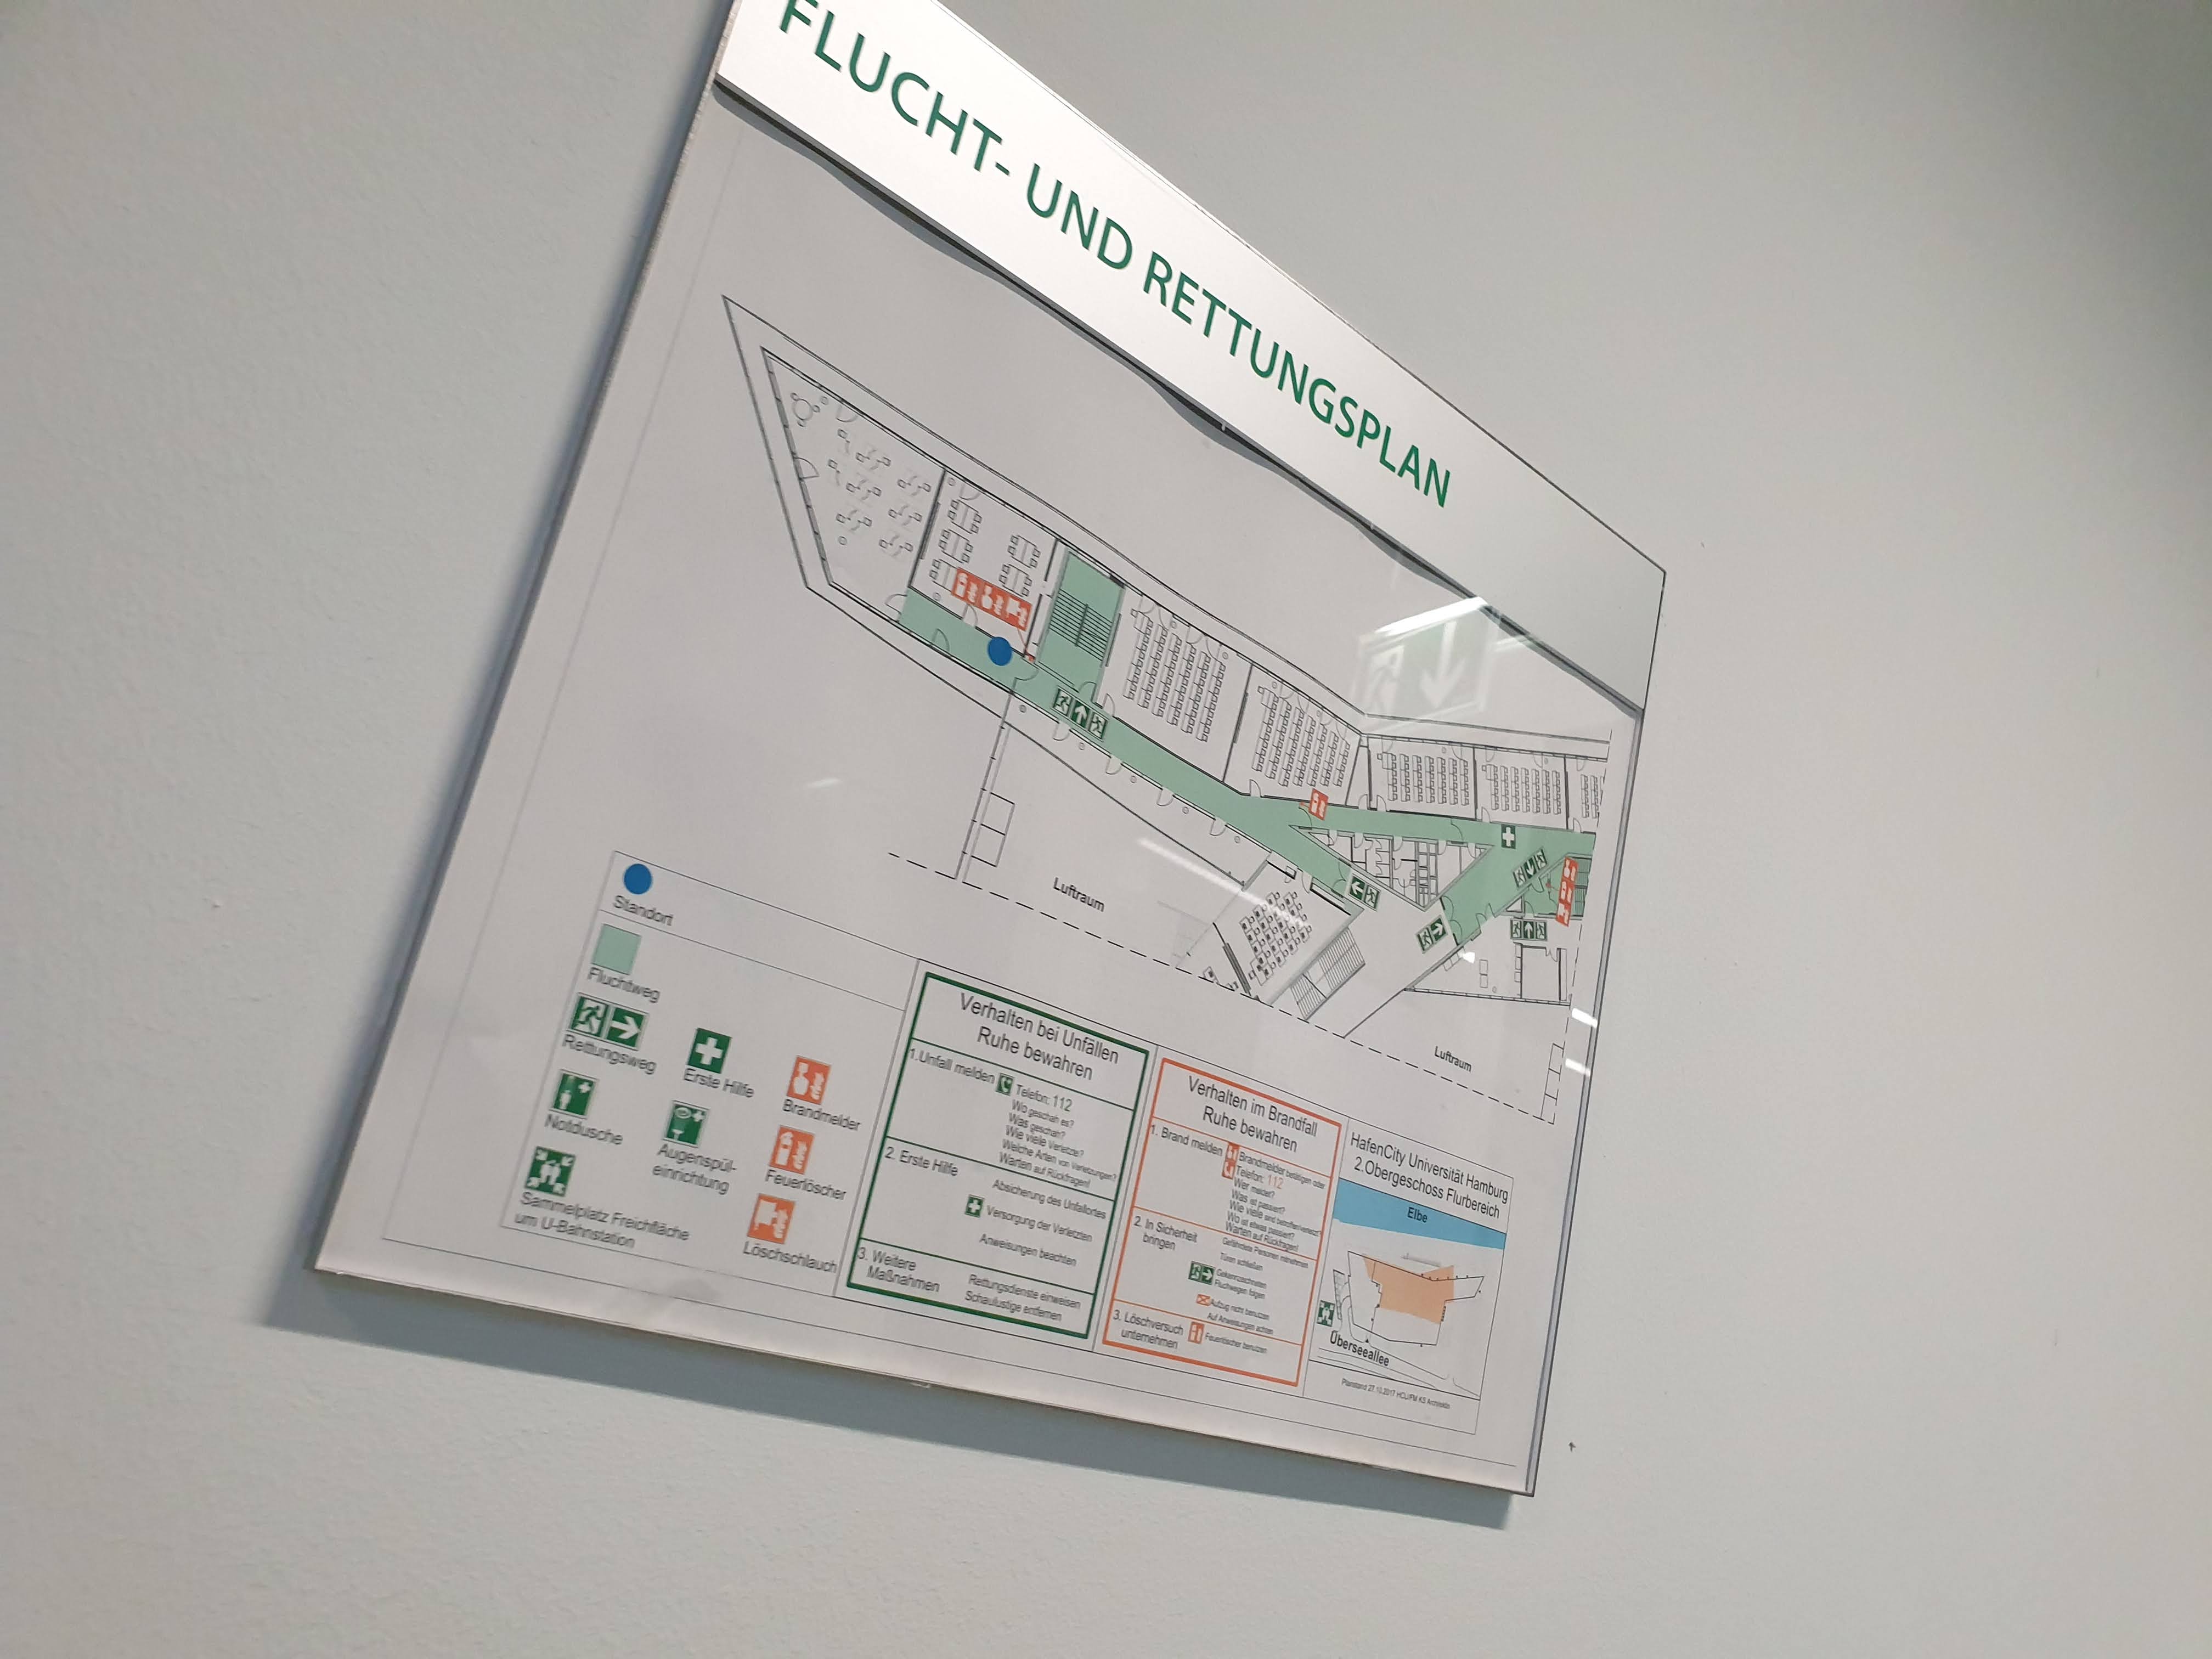 FLUCHT- UND RETTUNGSPLAN
Luftraum
Luftraum
Standort
Fluchtweg
Rettungsweg
Erste Hilfe
Brandmelder
Notdusche
Augenspül-
einrichtung
Feuerlöscher
Sammelplatz Freichfläche
um U-Bahnstation
Löschschlauch
Verhalten bei Unfällen
Ruhe bewahren
1.Unfall melden
Telefon: 112
Wo geschah es?
Was geschah?
Wie viele Verletzte?
Welche Arten von Verletzungen?
Warten auf Rückfragen!
2. Erste Hilfe
Absicherung des Unfallortes
Versorgung der Verletzten
Anweisungen beachten
3. Weitere
Maßnahmen
Rettungsdienste einweisen
Schaulustige entfernen
Verhalten im Brandfall
Ruhe bewahren
1. Brand melden
Brandmelder betätigen oder
Telefon: 112
Wer meldet?
Was ist passiert?
Wie viele sind betroffen/verletzt?
Wo ist etwas passiert?
Warten auf Rückfragen!
2. In Sicherheit
bringen
Gefährdete Personen mitnehmen
Türen schließen
Gekennzeichneten
Fluchtwegen folgen
Aufzug nicht benutzen
Auf Anweisungen achten
3. Löschversuch
unternehmen
Feuerlöscher benutzen
HafenCity Universität Hamburg
2.Obergeschoss Flurbereich
Elbe
Überseeallee
Planstand 27.10.2017 HCU/FM KS Architektin